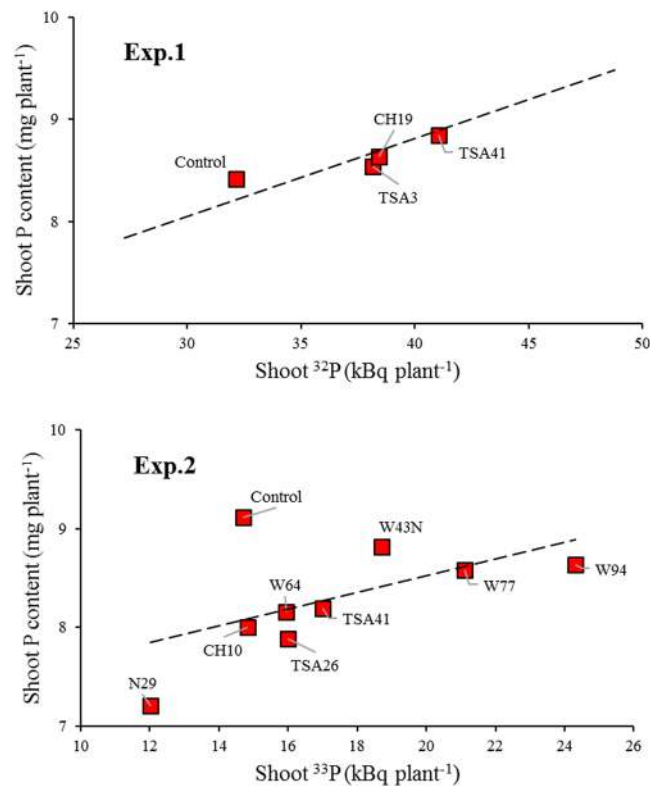 10
Exp.1
CH19
9
Control
TSA41
TSA3
8
7
25 30 35 40 45 50
Shoot P content (mg plant⁻¹)
Shoot ³²P (kBq plant⁻¹)
10
Exp.2
Control
W43N
9
W64
W77
W94
TSA41
8
CH10
TSA26
N29
7
10 12 14 16 18 20 22 24 26
Shoot P content (mg plant⁻¹)
Shoot ³³P (kBq plant⁻¹)